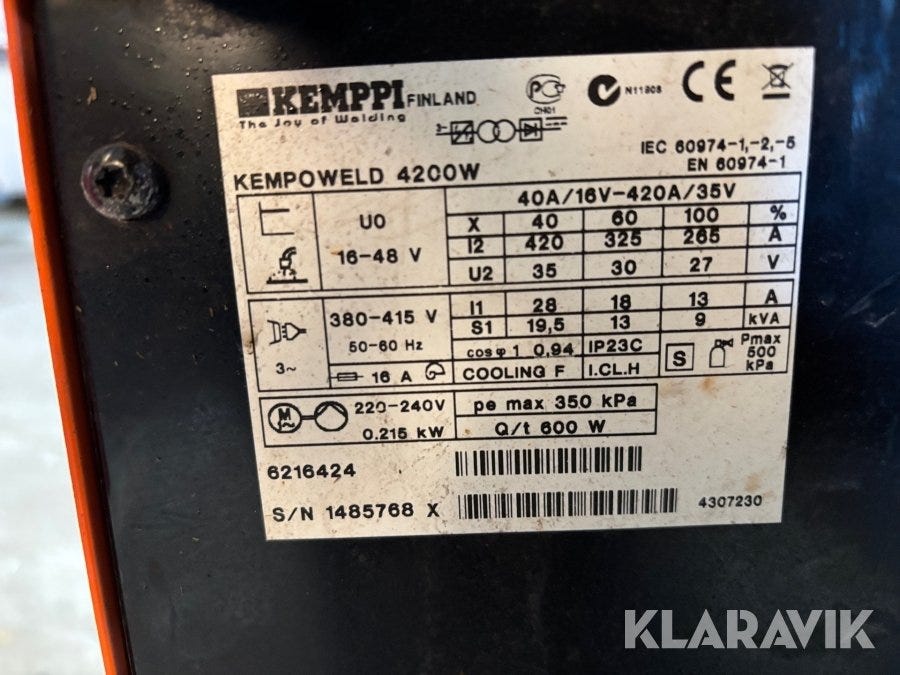 KEMPPI FINLAND
The Joy of Welding
N11808
CE
IEC 60974-1,-2,-5
EN 60974-1
KEMPOWELD 4200W
40A/16V-420A/35V
U0
16-48 V
X 40 60 100 %
I2 420 325 265 A
U2 35 30 27 V
380-415 V
50-60 Hz
3~
16 A
I1 28 18 13 A
S1 19,5 13 9 kVA
cos φ 1 0,94 IP23C
COOLING F I.CL.H
S
Pmax
500
kPa
M
220-240V
0.215 kW
pe max 350 kPa
Q/t 600 W
6216424
S/N 1485768 X
4307230
KLARAVIK